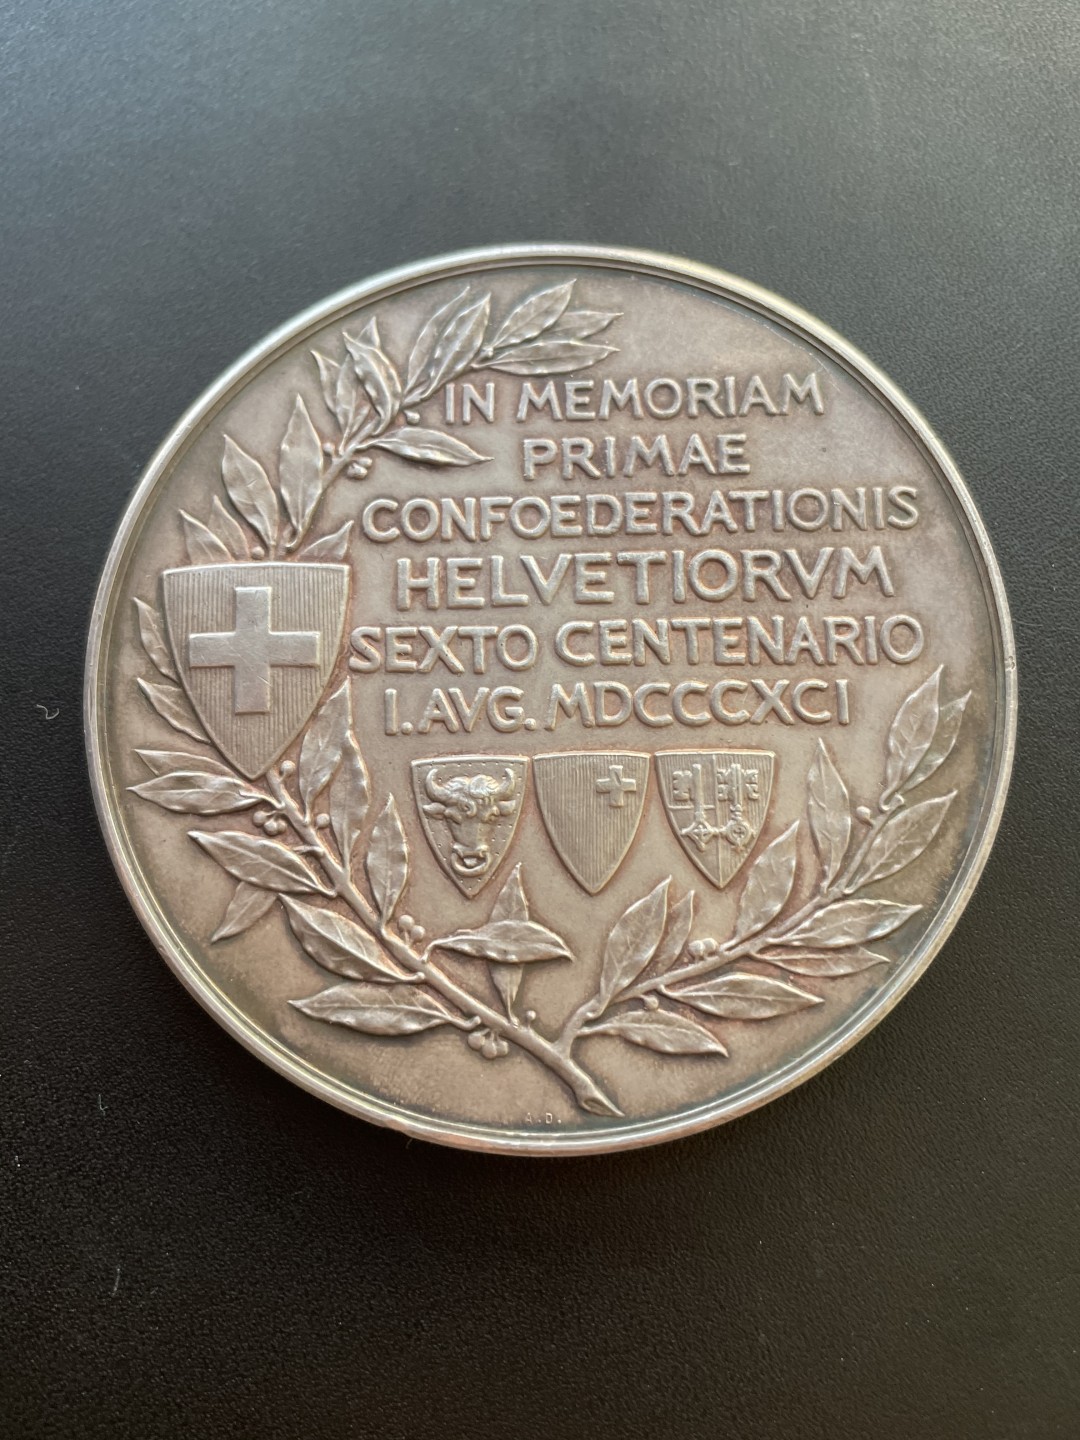 IN MEMORIAM
PRIMAE
CONFOEDERATIONIS
HELVETIORVM
SEXTO CENTENARIO
I. AVG. MDCCCXCI
A.D.